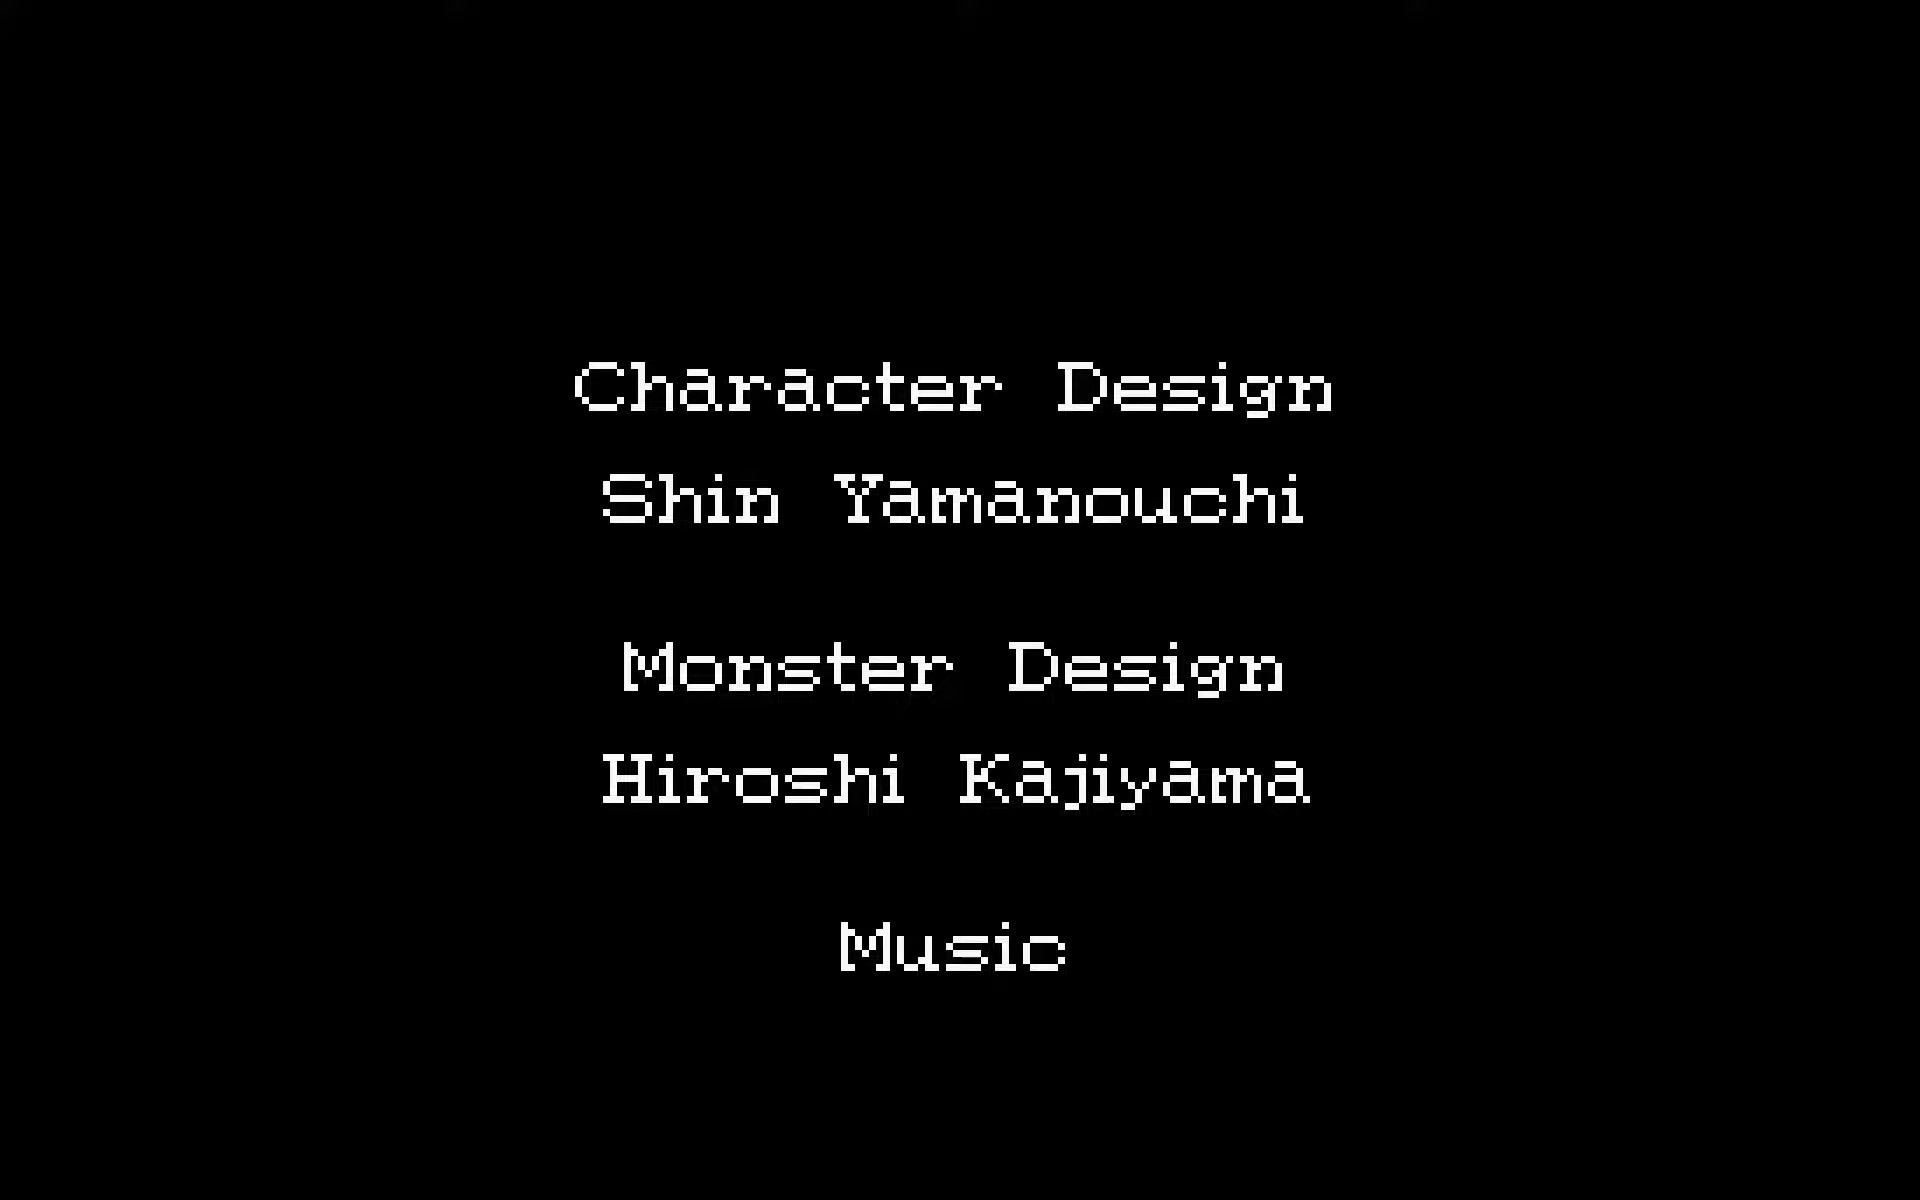 Character Design
Shin Yamanouchi
Monster Design
Hiroshi Kajiyama
Music